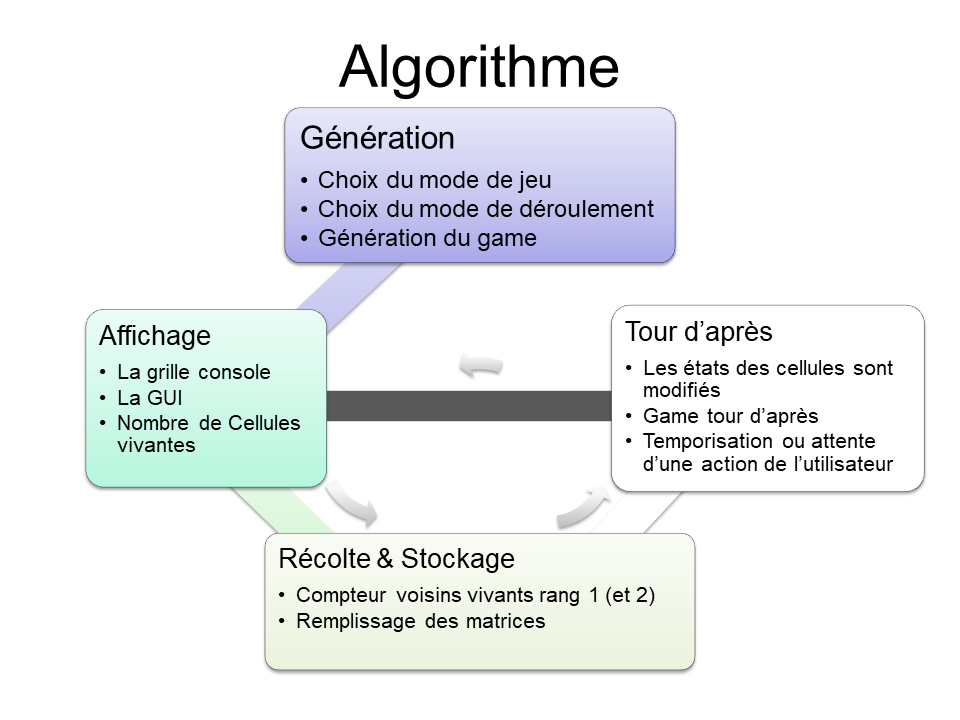 Algorithme
Génération
• Choix du mode de jeu
• Choix du mode de déroulement
• Génération du game
Affichage
• La grille console
• La GUI
• Nombre de Cellules
vivantes
Tour d’après
• Les états des cellules sont
modifiés
• Game tour d’après
• Temporisation ou attente
d’une action de l’utilisateur
Récolte & Stockage
• Compteur voisins vivants rang 1 (et 2)
• Remplissage des matrices